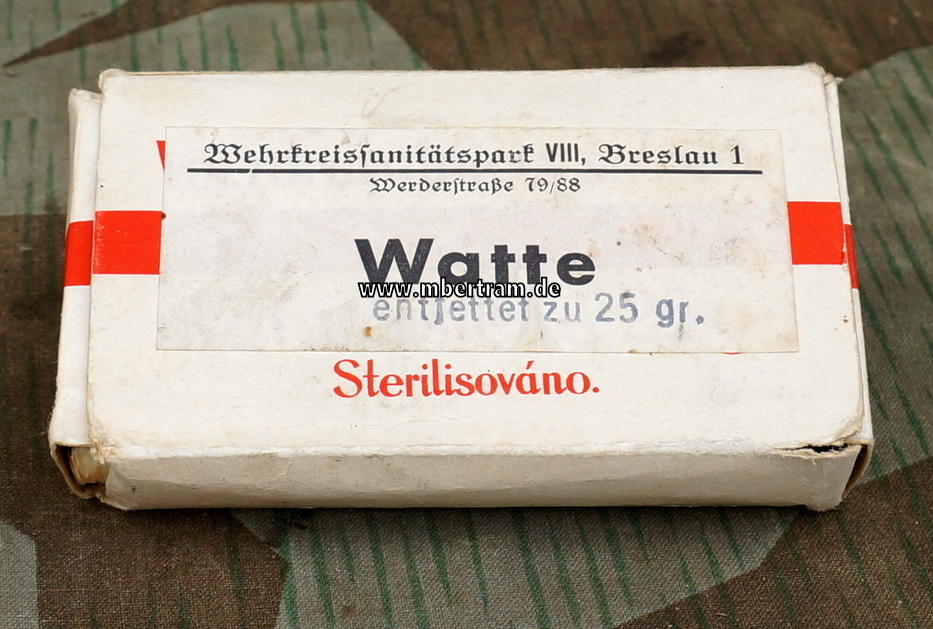 Wehrkreissanitätspark VIII, Breslau 1
Werderstraße 79/88
Watte
www.mbertram.de
entfettet zu 25 gr.
Sterilisováno.